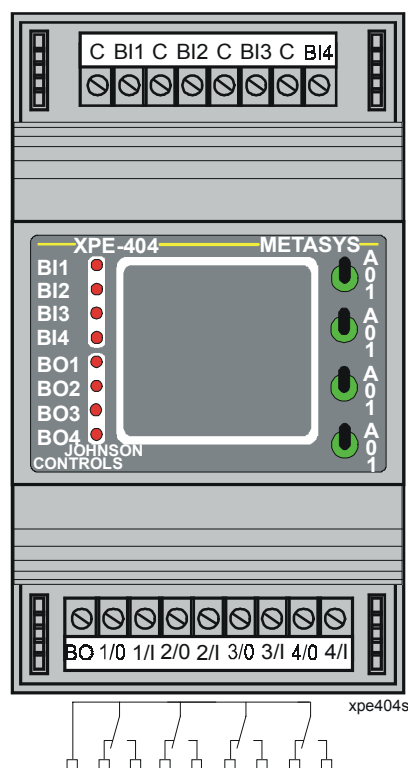 C BI1 C BI2 C BI3 C BI4
XPE-404 METASYS
BI1
BI2
BI3
BI4
BO1
BO2
BO3
BO4
JOHNSON
CONTROLS
A
0
1
A
0
1
A
0
1
A
0
1
BO 1/0 1/I 2/0 2/I 3/0 3/I 4/0 4/I
xpe404s